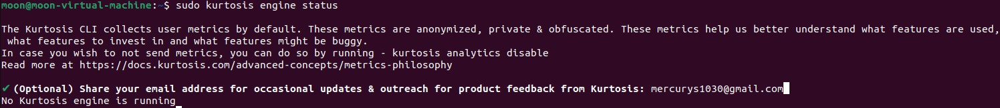 moon@moon-virtual-machine:~$ sudo kurtosis engine status
The Kurtosis CLI collects user metrics by default. These metrics are anonymized, private & obfuscated. These metrics help us better understand what features are used,
what features to invest in and what features might be buggy.
In case you wish to not send metrics, you can do so by running - kurtosis analytics disable
Read more at https://docs.kurtosis.com/advanced-concepts/metrics-philosophy
✔ (Optional) Share your email address for occasional updates & outreach for product feedback from Kurtosis: mercurys1030@gmail.com
No Kurtosis engine is running